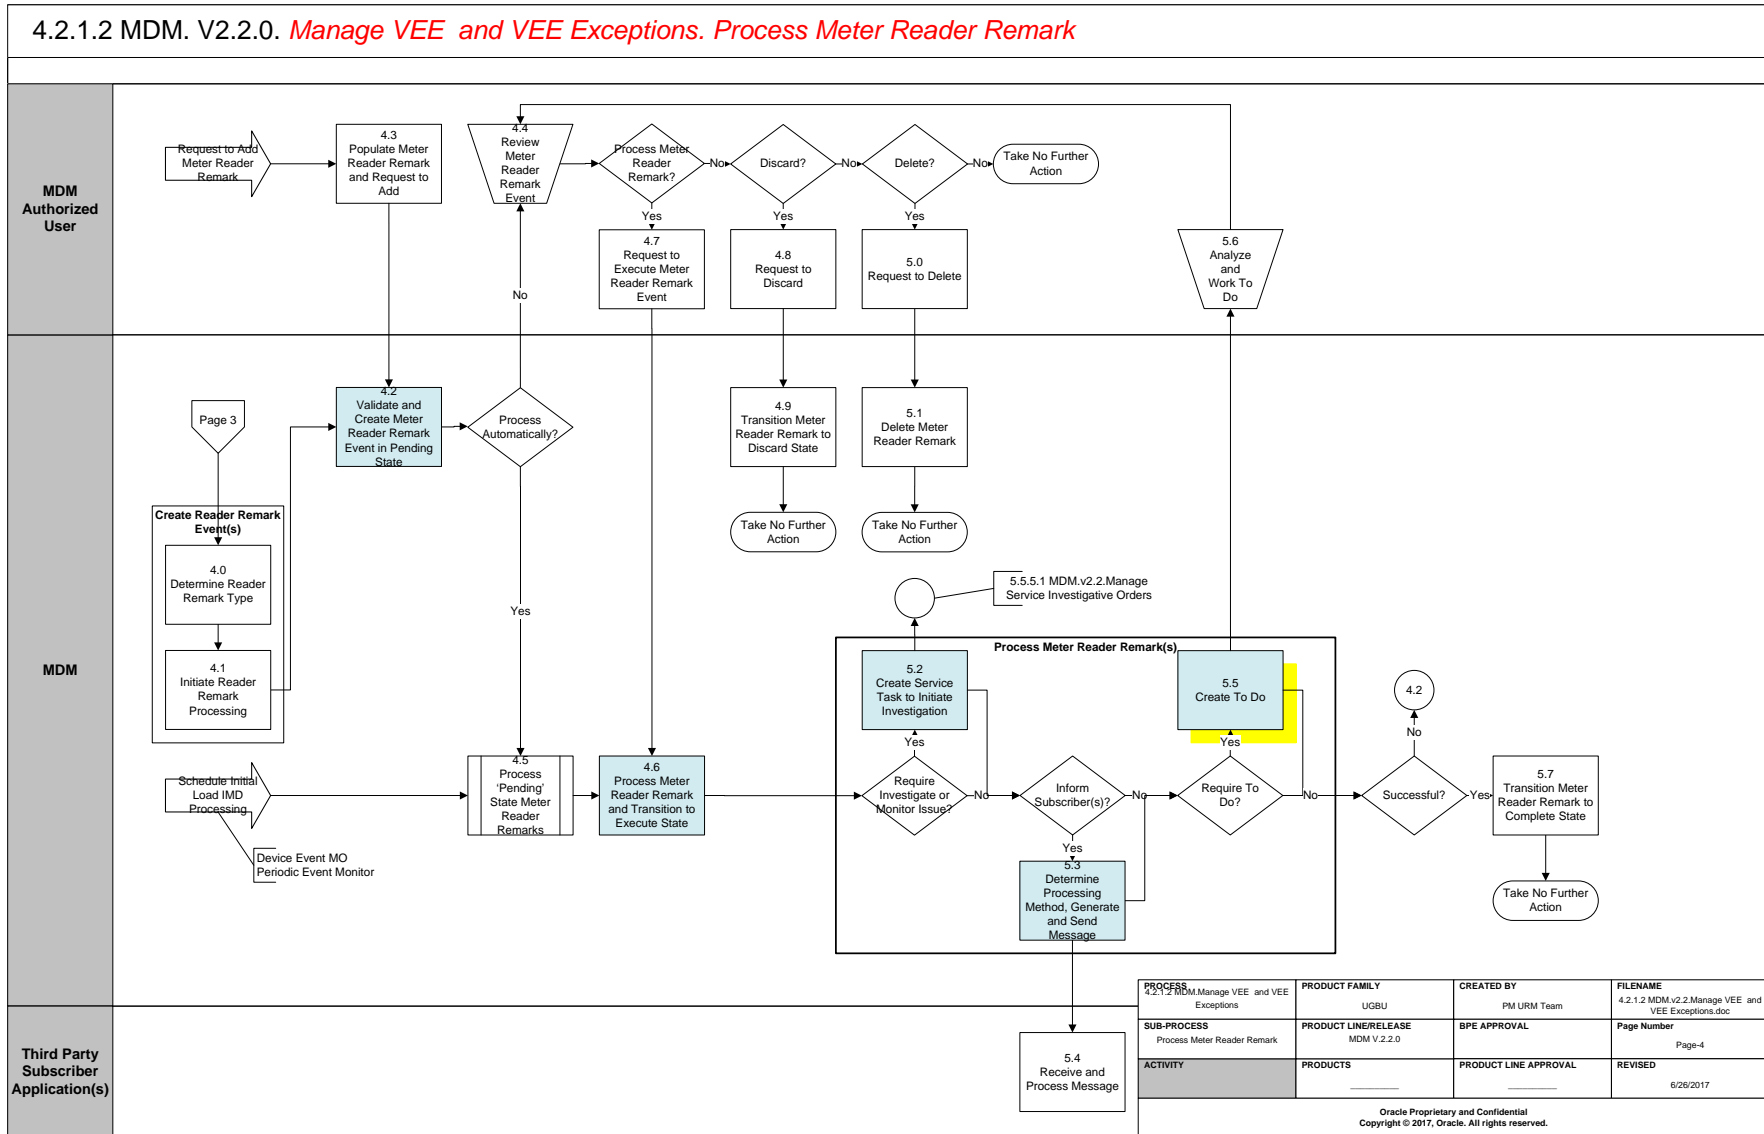 4.2.1.2 MDM. V2.2.0. Manage VEE and VEE Exceptions. Process Meter Reader Remark
MDM
Authorized
User
Request to Add
Meter Reader
Remark
4.3
Populate Meter
Reader Remark
and Request to
Add
4.4
Review
Meter
Reader
Remark
Event
Process Meter
Reader
Remark?
No
Discard?
No
Delete?
No
Take No Further
Action
Yes
Yes
Yes
4.7
Request to
Execute Meter
Reader Remark
Event
4.8
Request to
Discard
5.0
Request to Delete
5.6
Analyze
and
Work To
Do
No
MDM
Page 3
4.2
Validate and
Create Meter
Reader Remark
Event in Pending
State
Process
Automatically?
4.9
Transition Meter
Reader Remark to
Discard State
5.1
Delete Meter
Reader Remark
Take No Further
Action
Take No Further
Action
Create Reader Remark
Event(s)
4.0
Determine Reader
Remark Type
4.1
Initiate Reader
Remark
Processing
Yes
5.5.5.1 MDM.v2.2.Manage
Service Investigative Orders
Process Meter Reader Remark(s)
5.2
Create Service
Task to Initiate
Investigation
5.5
Create To Do
4.2
Yes
Yes
No
Schedule Initial
Load IMD
Processing
4.5
Process
‘Pending’
State Meter
Reader
Remarks
4.6
Process Meter
Reader Remark
and Transition to
Execute State
Require
Investigate or
Monitor Issue?
No
Inform
Subscriber(s)?
No
Require To
Do?
No
Successful?
Yes
5.7
Transition Meter
Reader Remark to
Complete State
Device Event MO
Periodic Event Monitor
Yes
5.3
Determine
Processing
Method, Generate
and Send
Message
Take No Further
Action
Third Party
Subscriber
Application(s)
5.4
Receive and
Process Message
PROCESS
4.2.1.2 MDM.Manage VEE and VEE
Exceptions
PRODUCT FAMILY
UGBU
CREATED BY
PM URM Team
FILENAME
4.2.1.2 MDM.v2.2.Manage VEE and
VEE Exceptions.doc
SUB-PROCESS
Process Meter Reader Remark
PRODUCT LINE/RELEASE
MDM V.2.2.0
BPE APPROVAL
Page Number
Page-4
ACTIVITY
PRODUCTS
PRODUCT LINE APPROVAL
REVISED
6/26/2017
Oracle Proprietary and Confidential
Copyright © 2017, Oracle. All rights reserved.